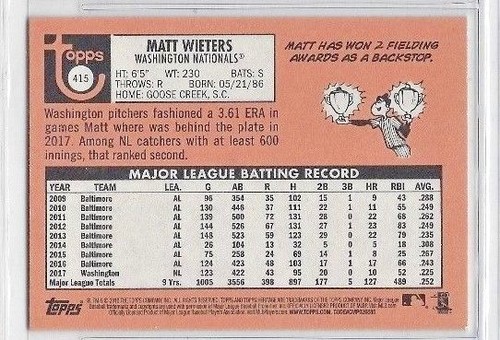 topps
415
MATT WIETERS
WASHINGTON NATIONALS®
HT: 6'5" WT: 230 BATS: S
THROWS: R BORN: 05/21/86
HOME: GOOSE CREEK, S.C.
MATT HAS WON 2 FIELDING
AWARDS AS A BACKSTOP.
Washington pitchers fashioned a 3.61 ERA in
games Matt where was behind the plate in
2017. Among NL catchers with at least 600
innings, that ranked second.
MAJOR LEAGUE BATTING RECORD
YEAR TEAM LEA. G AB R H 2B 3B HR RBI AVG.
2009 Baltimore AL 96 354 35 102 15 1 9 43 .288
2010 Baltimore AL 130 446 37 111 22 1 11 55 .249
2011 Baltimore AL 139 500 72 131 28 0 22 68 .262
2012 Baltimore AL 144 526 67 131 27 1 23 83 .249
2013 Baltimore AL 148 523 59 123 29 0 22 79 .235
2014 Baltimore AL 26 104 13 32 5 0 5 18 .308
2015 Baltimore AL 75 258 24 69 14 1 8 25 .267
2016 Baltimore AL 124 423 48 103 17 1 17 66 .243
2017 Washington NL 123 422 43 95 20 0 10 52 .225
Major League Totals 9 Yrs. 1005 3556 398 897 177 5 127 489 .252
topps